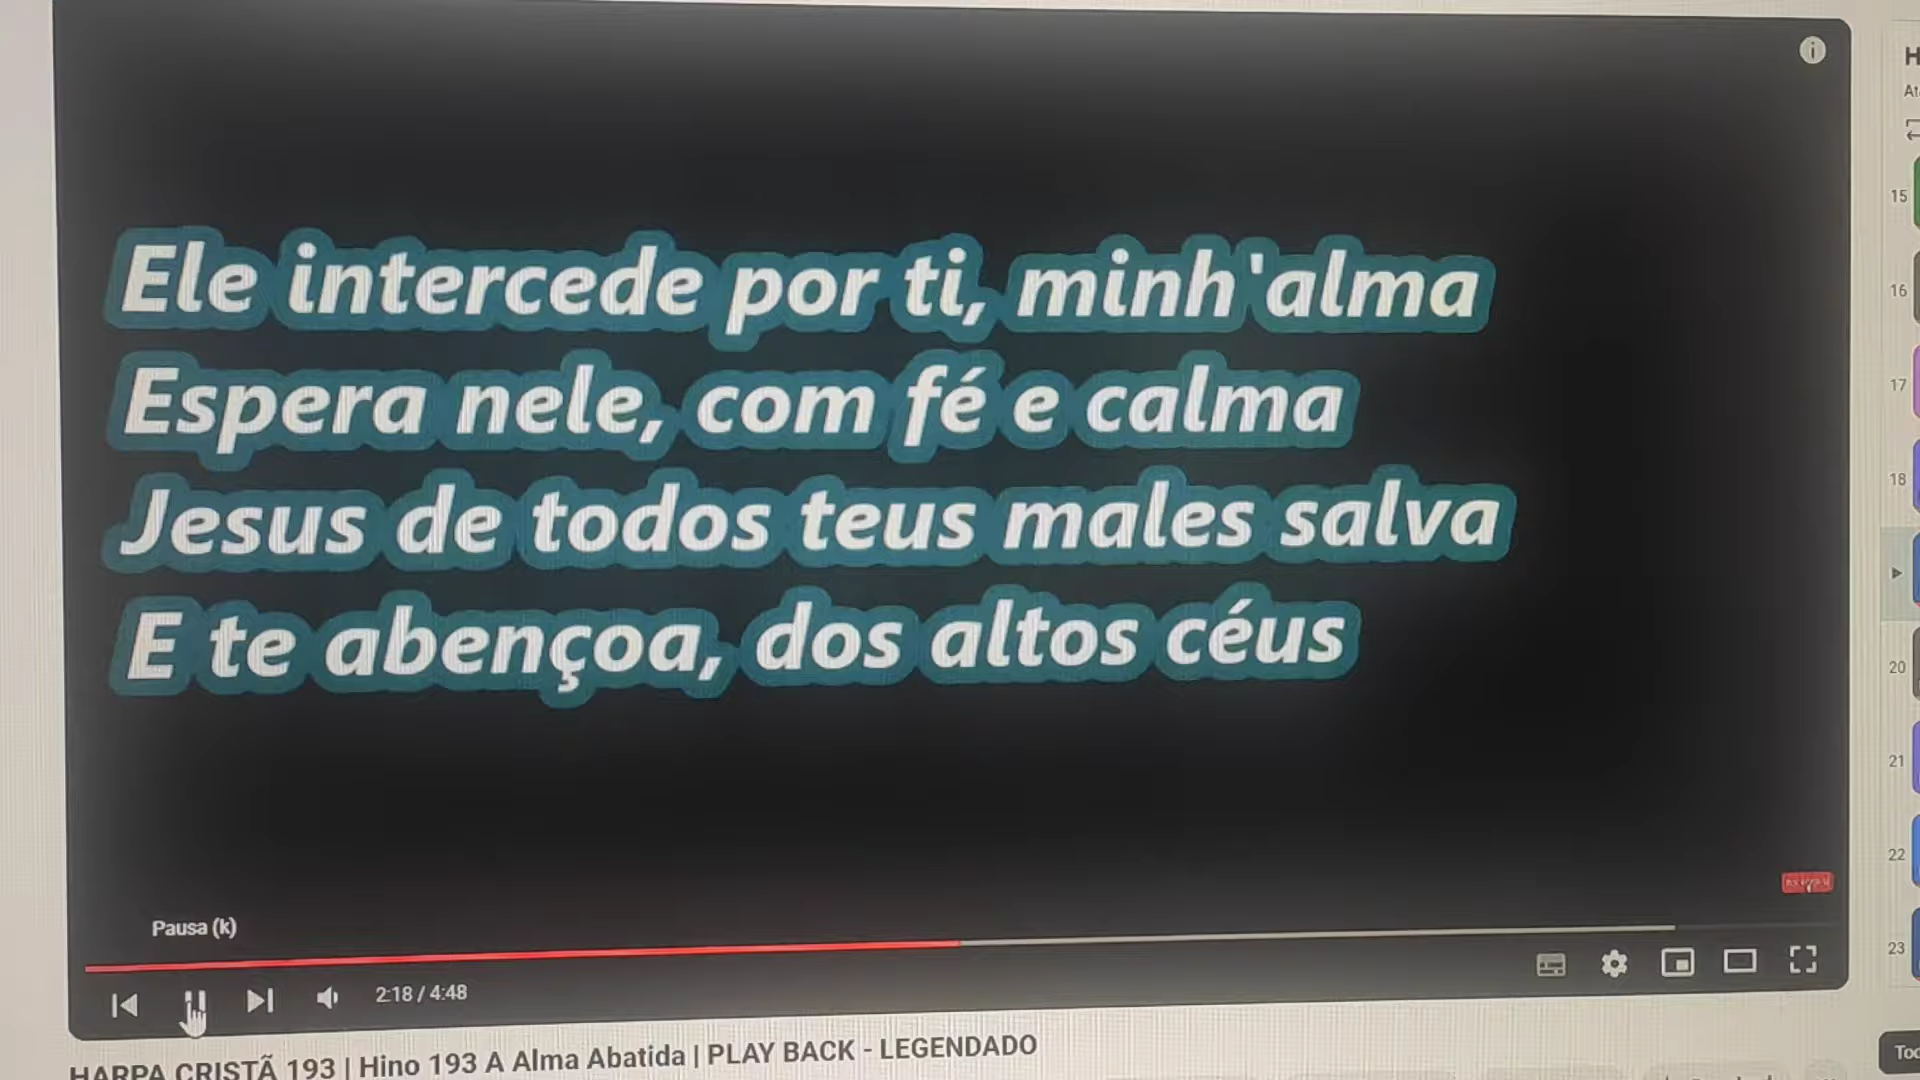 Ele intercede por ti, minh'alma
Espera nele, com fé e calma
Jesus de todos teus males salva
E te abençoa, dos altos céus
Pausa (k)
2:18 / 4:48
HARPA CRISTÃ 193 | Hino 193 A Alma Abatida | PLAY BACK - LEGENDADO
15
16
17
18
20
21
22
23